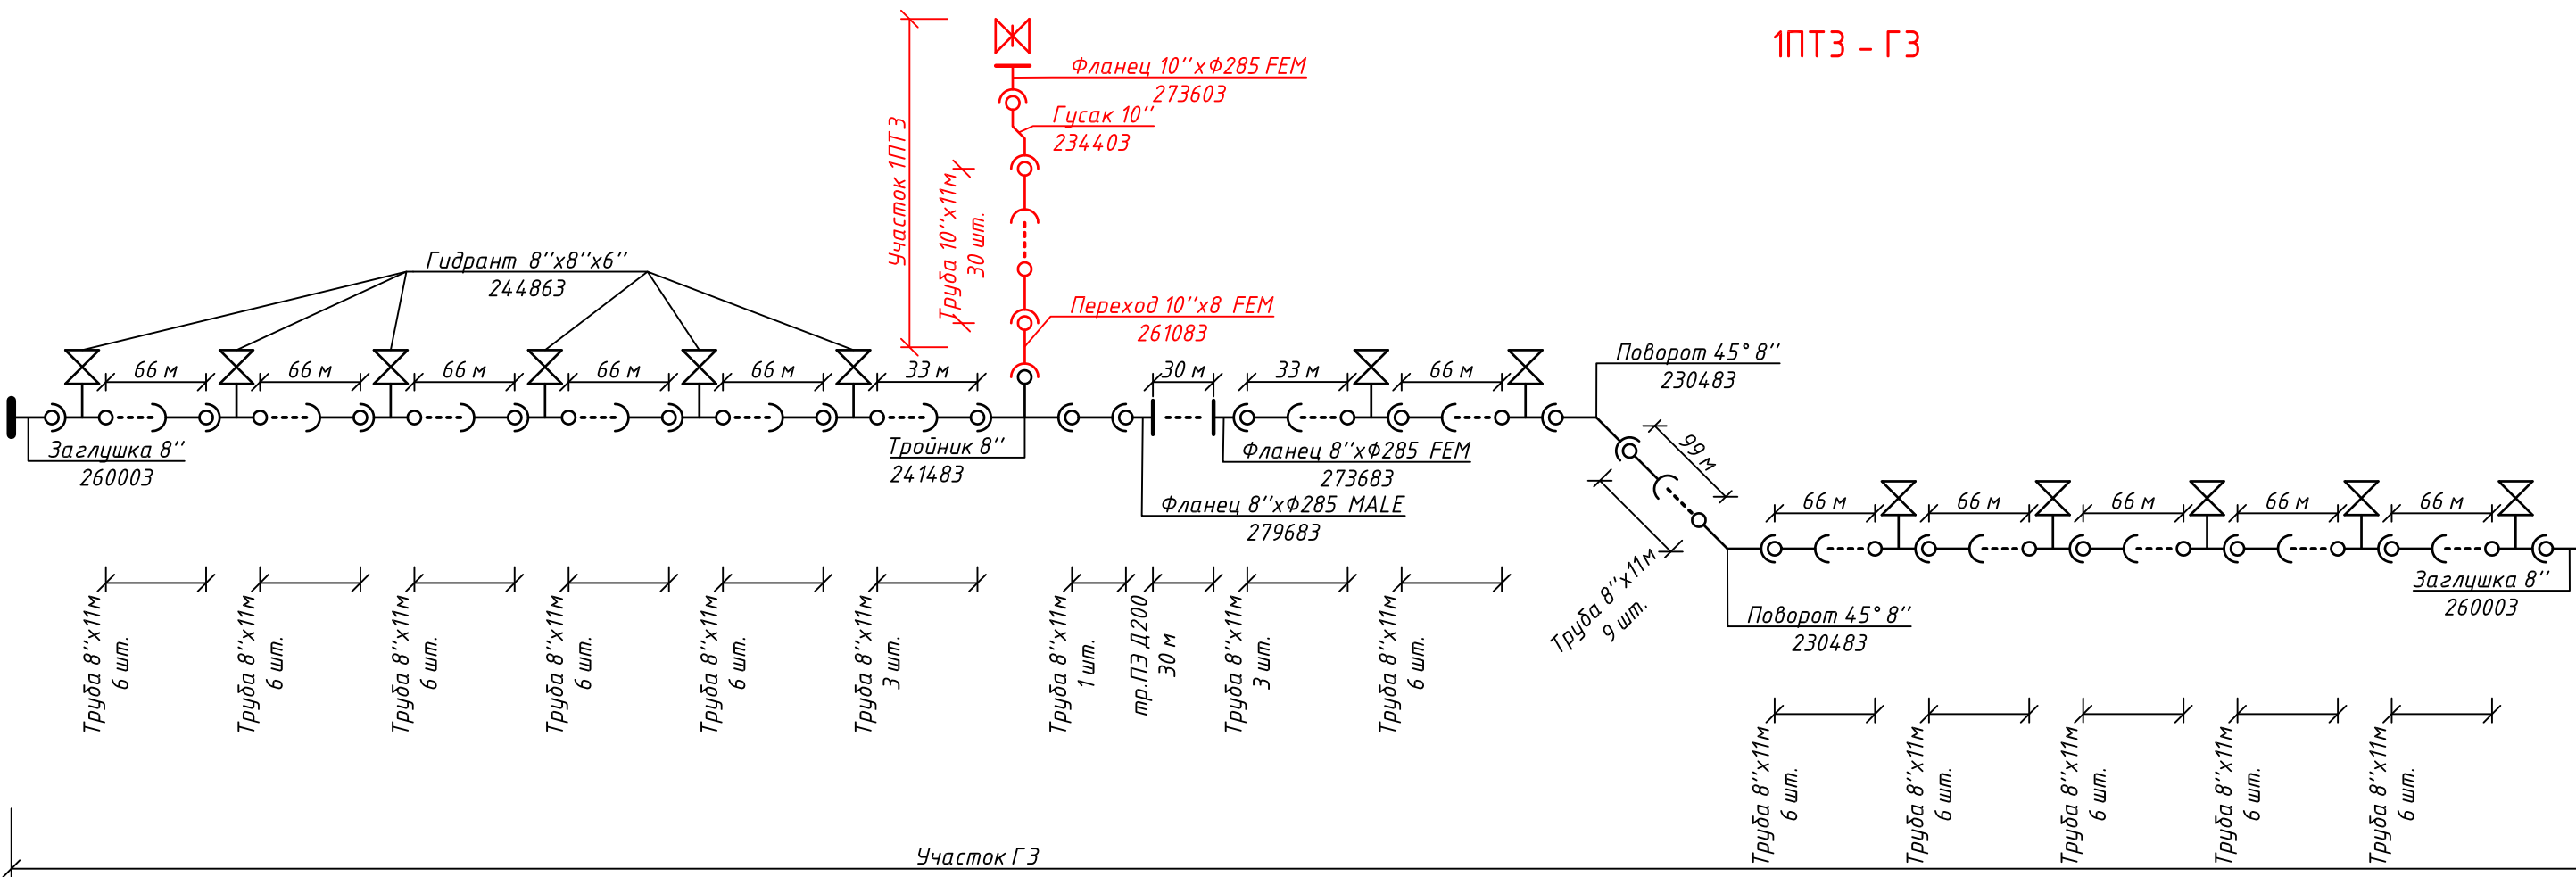 1ПТ3 - Г3
Фланец 10''хФ285 FEM
273603
Гусак 10''
234403
Участок 1ПТ 3
Труба 10''х11м
30 шт.
Переход 10''х8 FEM
261083
Гидрант 8''х8''х6''
244863
66 м
66 м
66 м
66 м
66 м
33 м
30 м
33 м
66 м
Поворот 45° 8''
230483
Заглушка 8''
260003
Тройник 8''
241483
Фланец 8''хФ285 FEM
273683
Фланец 8''хФ285 MALE
279683
99 м
Труба 8''х11м
9 шт.
66 м
66 м
66 м
66 м
66 м
Поворот 45° 8''
230483
Заглушка 8''
260003
Труба 8''х11м
6 шт.
Труба 8''х11м
6 шт.
Труба 8''х11м
6 шт.
Труба 8''х11м
6 шт.
Труба 8''х11м
6 шт.
Труба 8''х11м
3 шт.
Труба 8''х11м
1 шт.
тр.ПЭ Д200
30 м
Труба 8''х11м
3 шт.
Труба 8''х11м
6 шт.
Труба 8''х11м
6 шт.
Труба 8''х11м
6 шт.
Труба 8''х11м
6 шт.
Труба 8''х11м
6 шт.
Труба 8''х11м
6 шт.
Участок Г 3